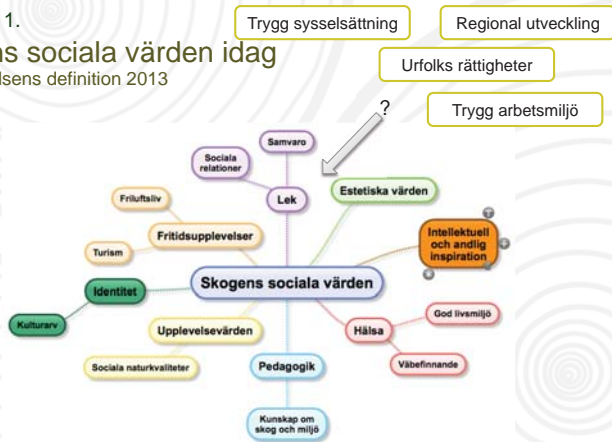 1.
Trygg sysselsättning
Regional utveckling
ns sociala värden idag
lsens definition 2013
Urfolks rättigheter
?
Trygg arbetsmiljö
Samvaro
Sociala
relationer
Lek
Estetiska värden
Friluftsliv
Fritidsupplevelser
Turism
Intellektuell
och andlig
inspiration
Skogens sociala värden
Identitet
Kulturarv
Upplevelsevärden
Sociala naturkvaliteter
Hälsa
God livsmiljö
Väbefinnande
Pedagogik
Kunskap om
skog och miljö